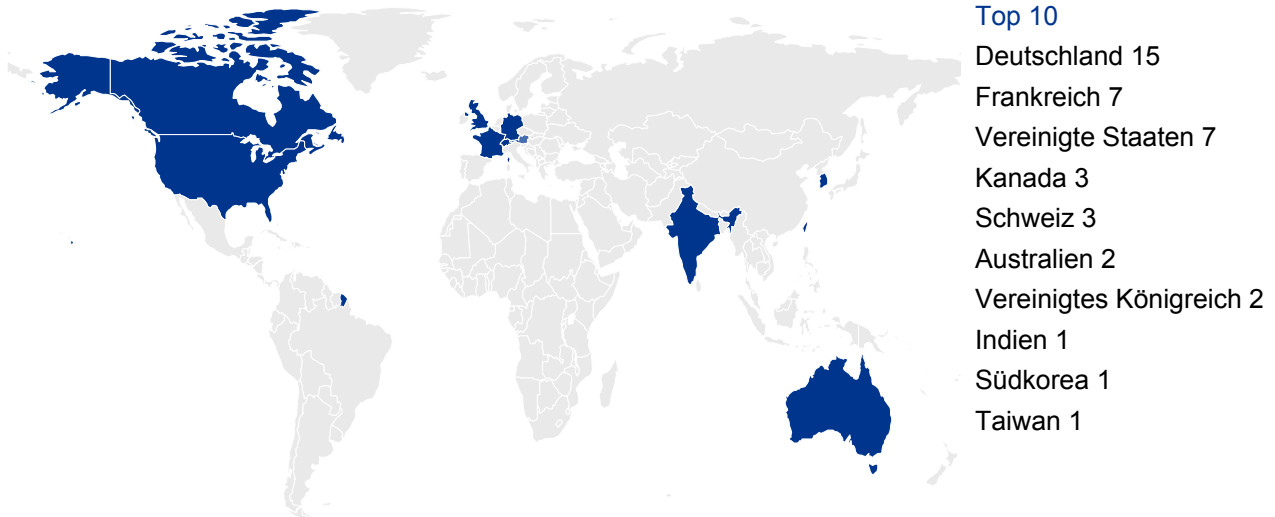 Top 10
Deutschland 15
Frankreich 7
Vereinigte Staaten 7
Kanada 3
Schweiz 3
Australien 2
Vereinigtes Königreich 2
Indien 1
Südkorea 1
Taiwan 1